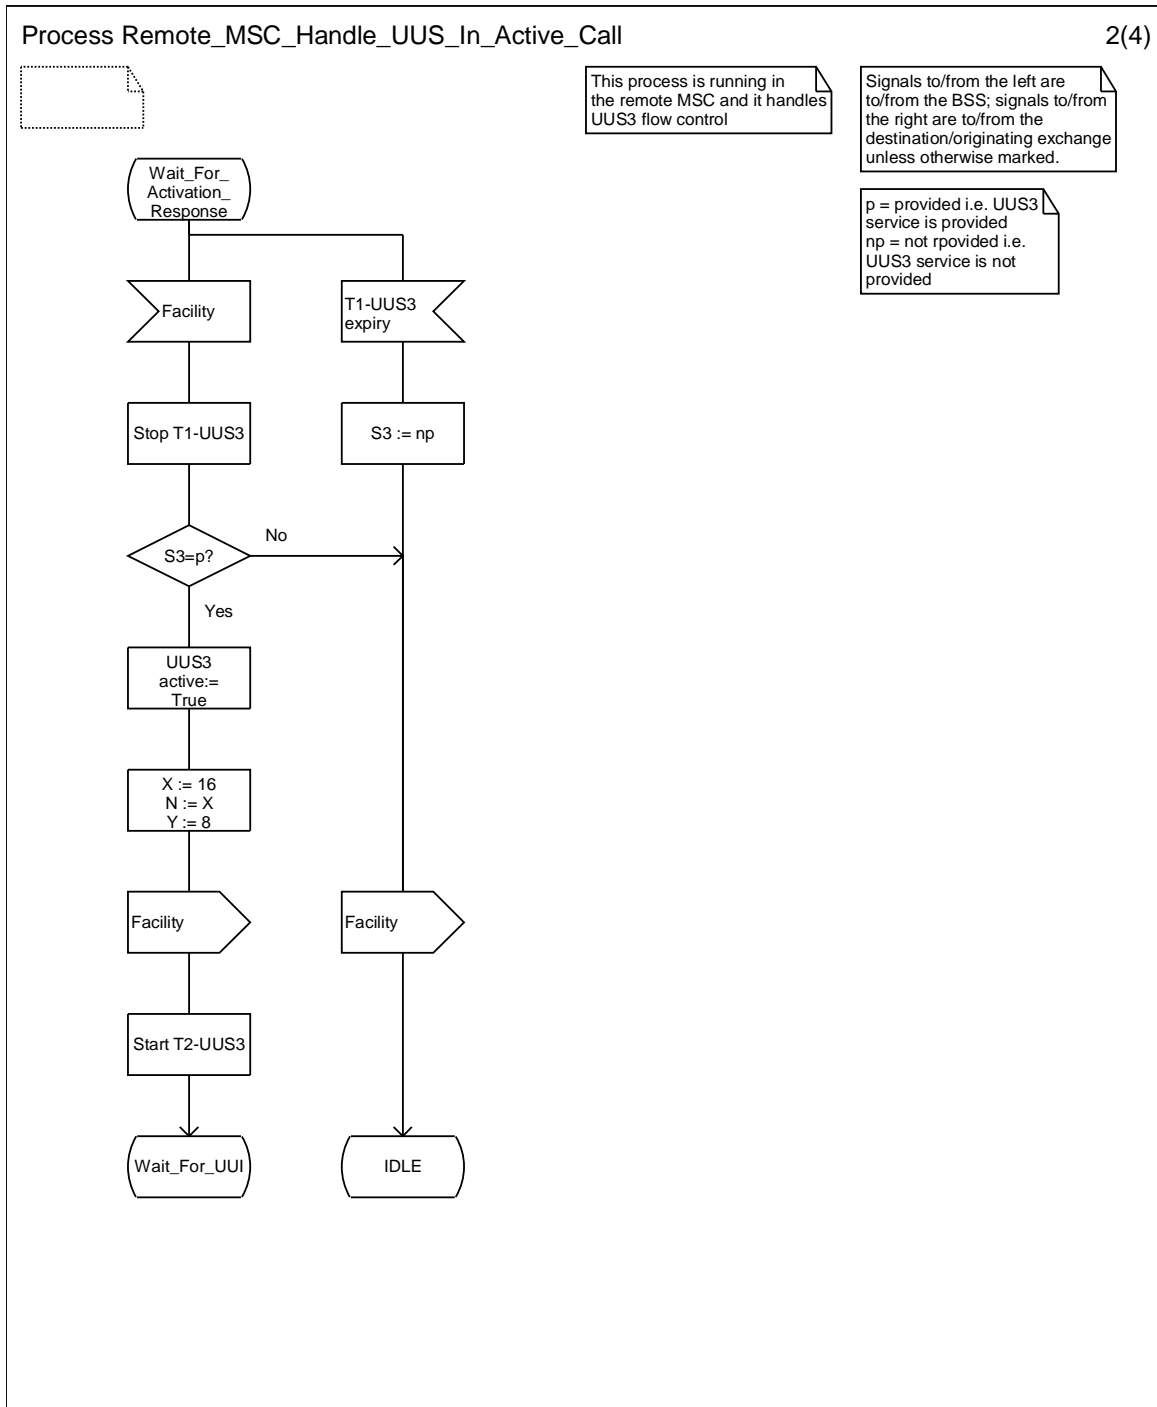 Process Remote_MSC_Handle_UUS_In_Active_Call
2(4)
This process is running in
the remote MSC and it handles
UUS3 flow control
Signals to/from the left are
to/from the BSS; signals to/from
the right are to/from the
destination/originating exchange
unless otherwise marked.
p = provided i.e. UUS3
service is provided
np = not rpovided i.e.
UUS3 service is not
provided
Wait_For_
Activation_
Response
Facility
T1-UUS3
expiry
Stop T1-UUS3
S3 := np
S3=p?
No
Yes
UUS3
active:=
True
X := 16
N := X
Y := 8
Facility
Facility
Start T2-UUS3
Wait_For_UUI
IDLE